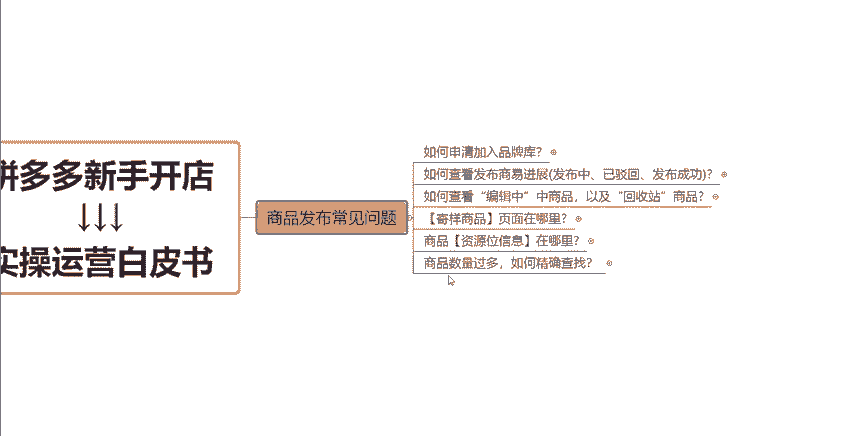 拼多多新手开店
↓↓↓
实操运营白皮书
商品发布常见问题
如何申请加入品牌库？
如何查看发布商易进展(发布中、已驳回、发布成功)？
如何查看“编辑中”中商品，以及“回收站”商品？
【寄样商品】页面在哪里？
商品【资源位信息】在哪里？
商品数量过多，如何精确查找？